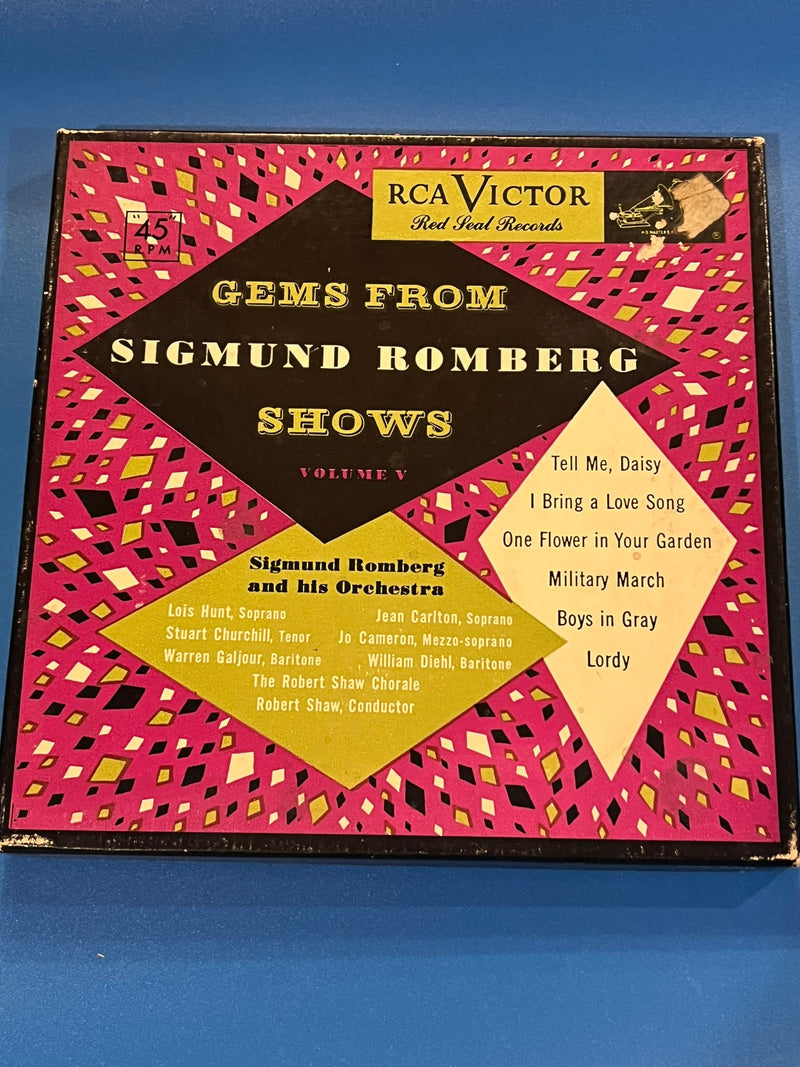 RCA VICTOR
Red Seal Records
HIS MASTER'S
"45"
RPM
GEMS FROM
SIGMUND ROMBERG
SHOWS
VOLUME V
Tell Me, Daisy
I Bring a Love Song
One Flower in Your Garden
Military March
Boys in Gray
Lordy
Sigmund Romberg
and his Orchestra
Lois Hunt, Soprano
Jean Carlton, Soprano
Stuart Churchill, Tenor
Jo Cameron, Mezzo-soprano
Warren Galjour, Baritone
William Diehl, Baritone
The Robert Shaw Chorale
Robert Shaw, Conductor